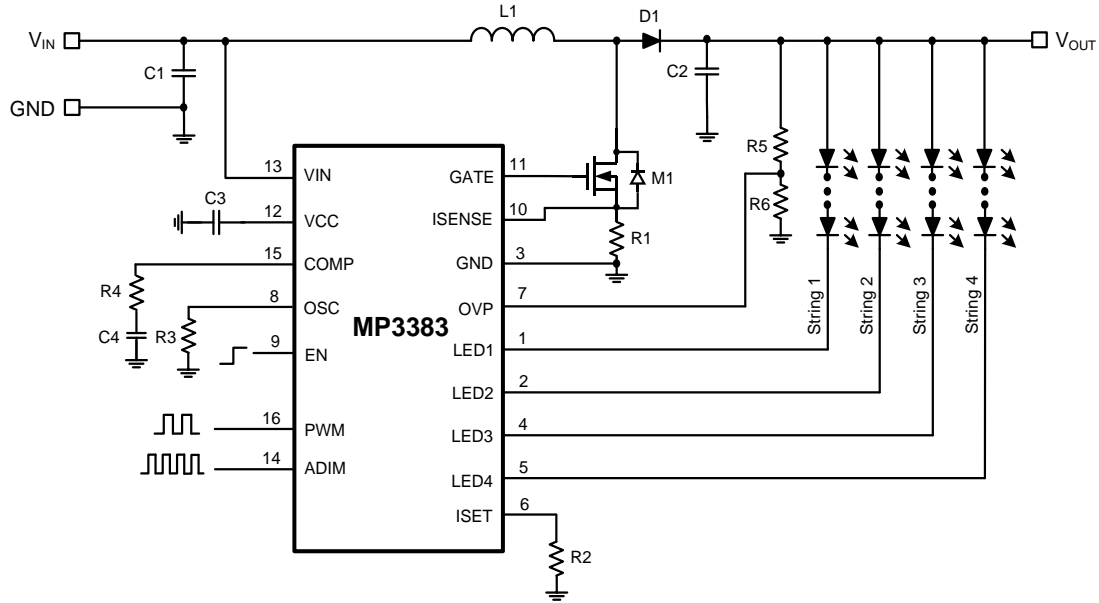 L1
D1
VIN
VOUT
C1
C2
GND
R5
R6
13
VIN
GATE
11
M1
C3
12
VCC
ISENSE
10
R1
15
COMP
GND
3
R4
8
OSC
OVP
7
C4
R3
MP3383
9
EN
LED1
1
String 1
String 2
String 3
String 4
LED2
2
16
PWM
LED3
4
14
ADIM
LED4
5
ISET
6
R2